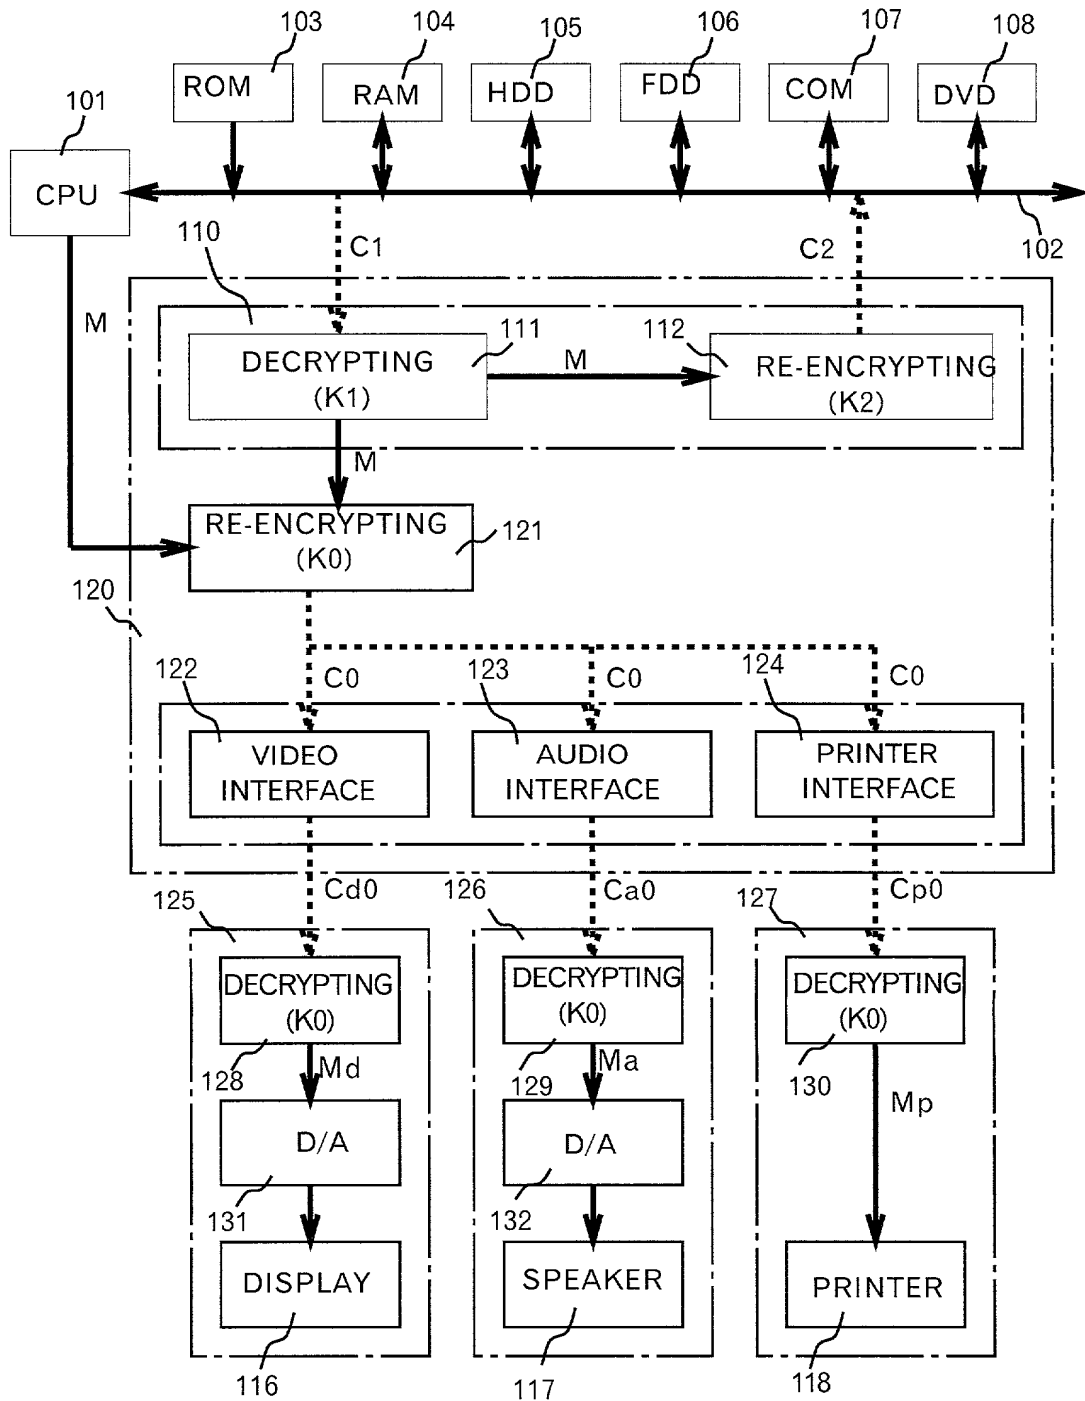 103
104
105
106
107
108
ROM
RAM
HDD
FDD
COM
DVD
101
CPU
102
C1
C2
110
M
111
112
DECRYPTING
(K1)
M
RE-ENCRYPTING
(K2)
M
RE-ENCRYPTING
(K0)
121
120
122
C0
123
C0
124
C0
VIDEO
INTERFACE
AUDIO
INTERFACE
PRINTER
INTERFACE
125
Cd0
126
Ca0
127
Cp0
DECRYPTING
(K0)
DECRYPTING
(K0)
DECRYPTING
(K0)
128
Md
129
Ma
130
Mp
D/A
D/A
131
132
DISPLAY
SPEAKER
PRINTER
116
117
118